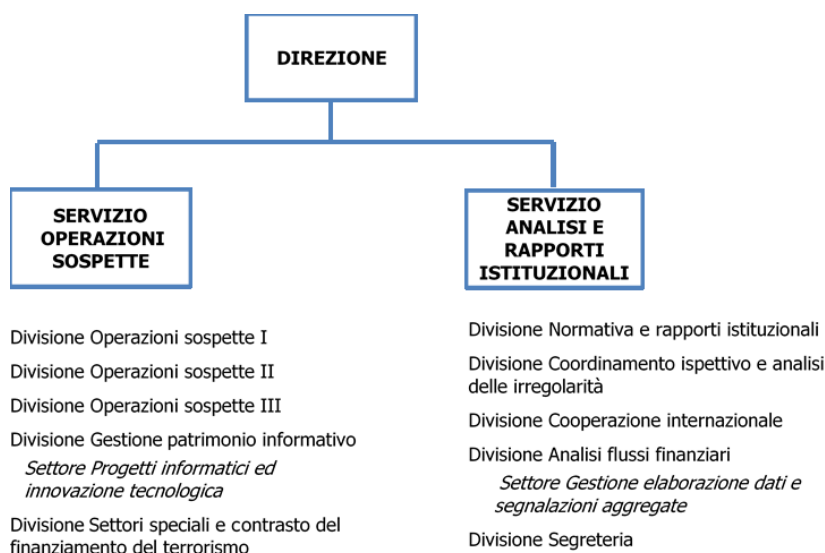 DIREZIONE
SERVIZIO
OPERAZIONI
SOSPETTE
Divisione Operazioni sospette I
Divisione Operazioni sospette II
Divisione Operazioni sospette III
Divisione Gestione patrimonio informativo
Settore Progetti informatici ed
innovazione tecnologica
Divisione Settori speciali e contrasto del
finanziamento del terrorismo
SERVIZIO
ANALISI E
RAPPORTI
ISTITUZIONALI
Divisione Normativa e rapporti istituzionali
Divisione Coordinamento ispettivo e analisi
delle irregolarità
Divisione Cooperazione internazionale
Divisione Analisi flussi finanziari
Settore Gestione elaborazione dati e
segnalazioni aggregate
Divisione Segreteria